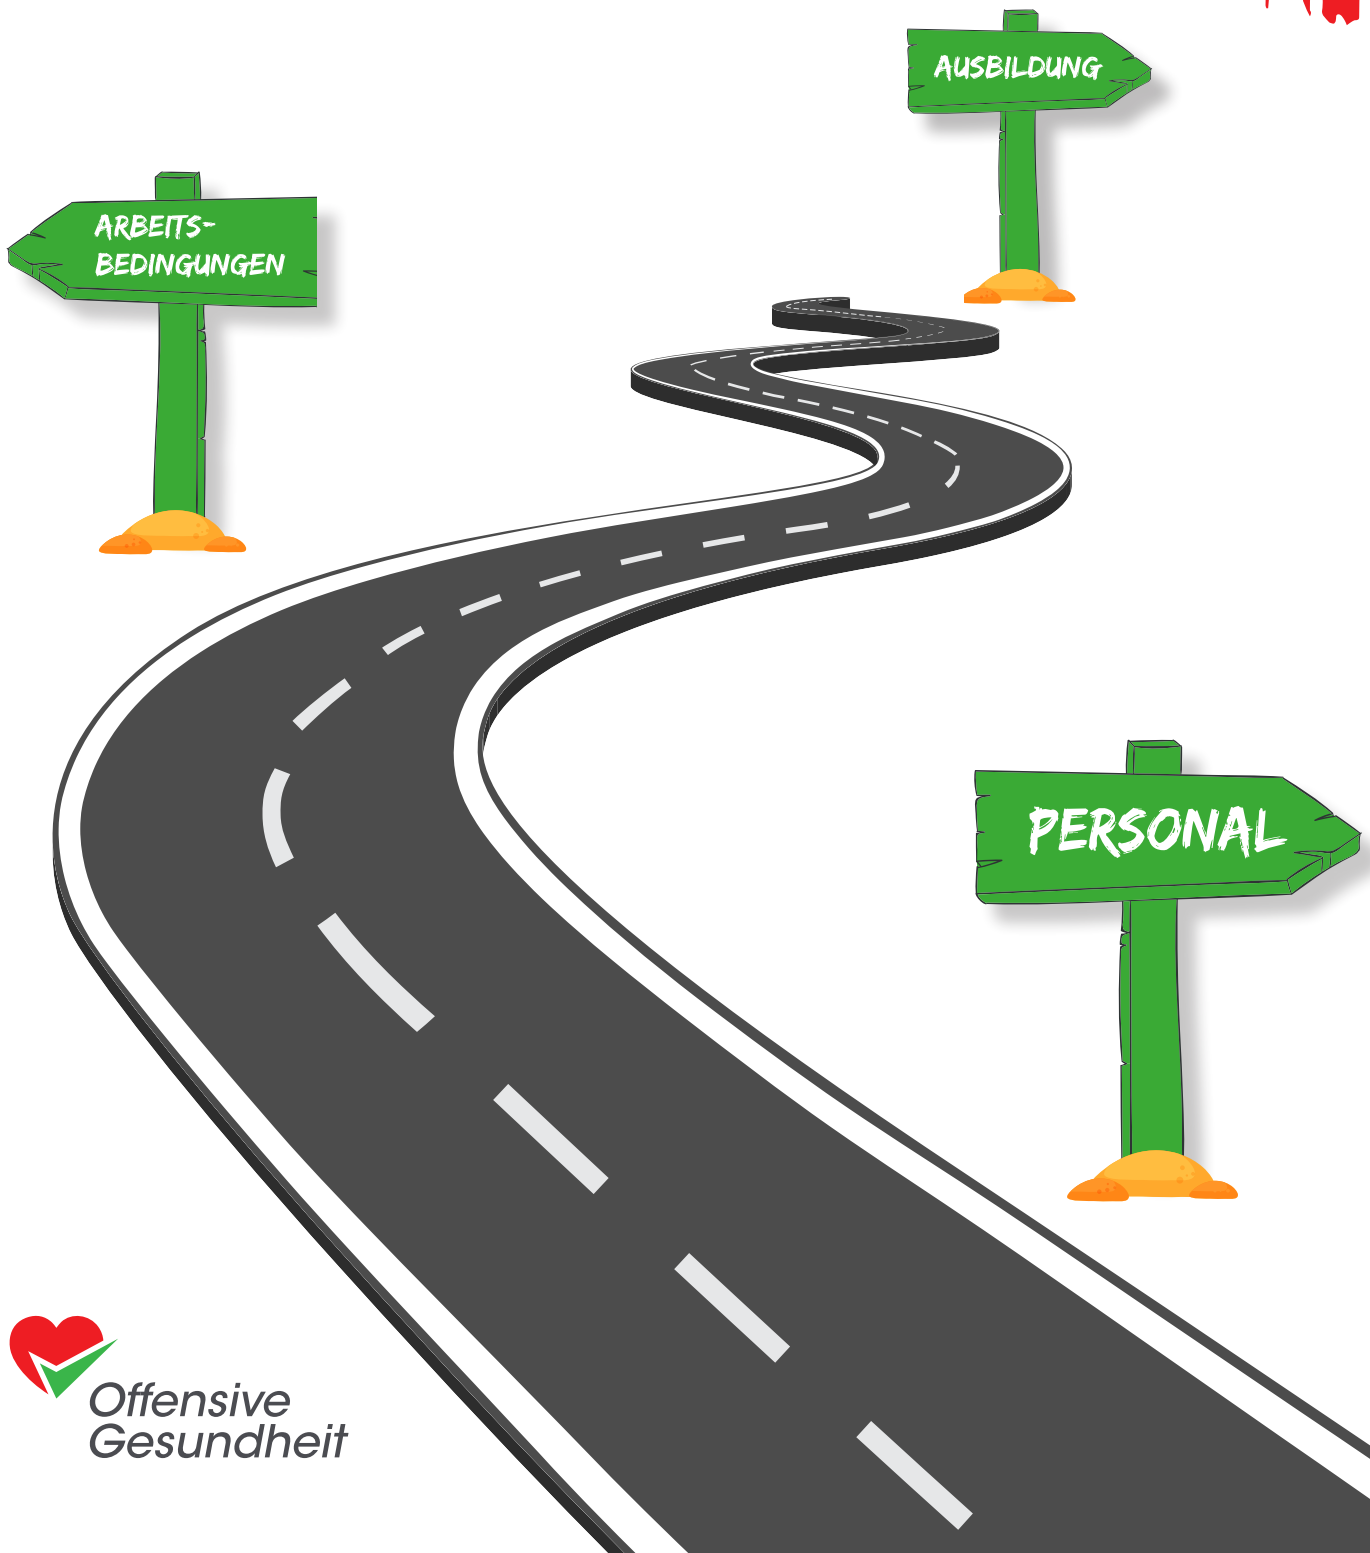 AUSBILDUNG
ARBEITS-
BEDINGUNGEN
PERSONAL
Offensive
Gesundheit